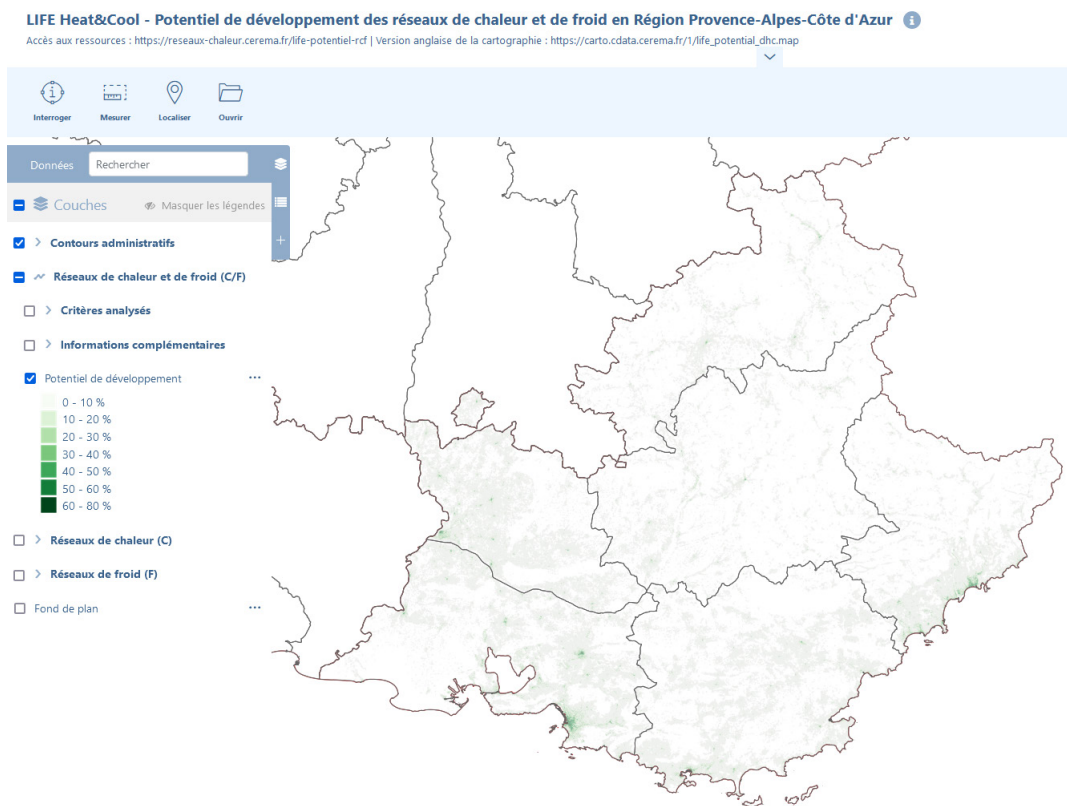 LIFE Heat&Cool - Potentiel de développement des réseaux de chaleur et de froid en Région Provence-Alpes-Côte d'Azur
Accès aux ressources : https://reseaux-chaleur.cerema.fr/life-potentiel-rcf | Version anglaise de la cartographie : https://carto.cdata.cerema.fr/1/life_potential_dhc.map
Interroger Mesurer Localiser Ouvrir
Données Rechercher
Couches Masquer les légendes
Contours administratifs
Réseaux de chaleur et de froid (C/F)
Critères analysés
Informations complémentaires
Potentiel de développement
0 - 10 %
10 - 20 %
20 - 30 %
30 - 40 %
40 - 50 %
50 - 60 %
60 - 80 %
Réseaux de chaleur (C)
Réseaux de froid (F)
Fond de plan